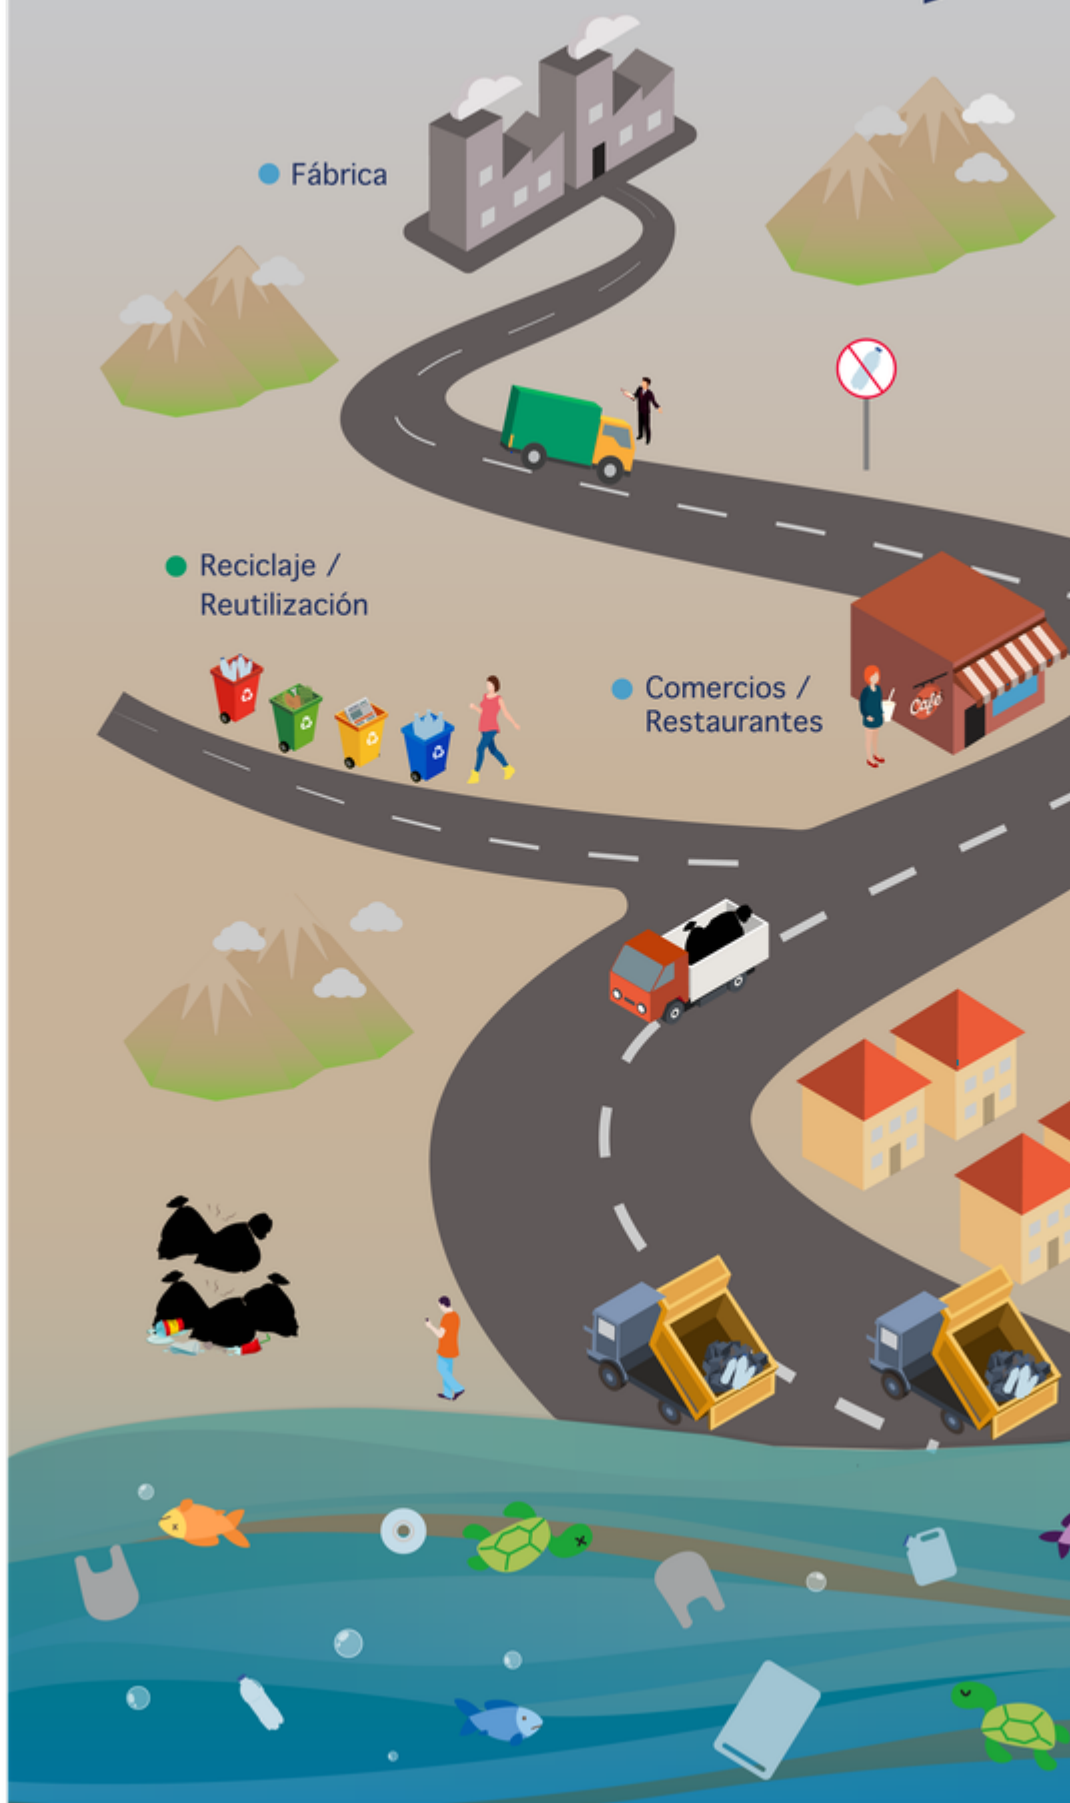 Fábrica
Reciclaje /
Reutilización
Comercios /
Restaurantes
Café